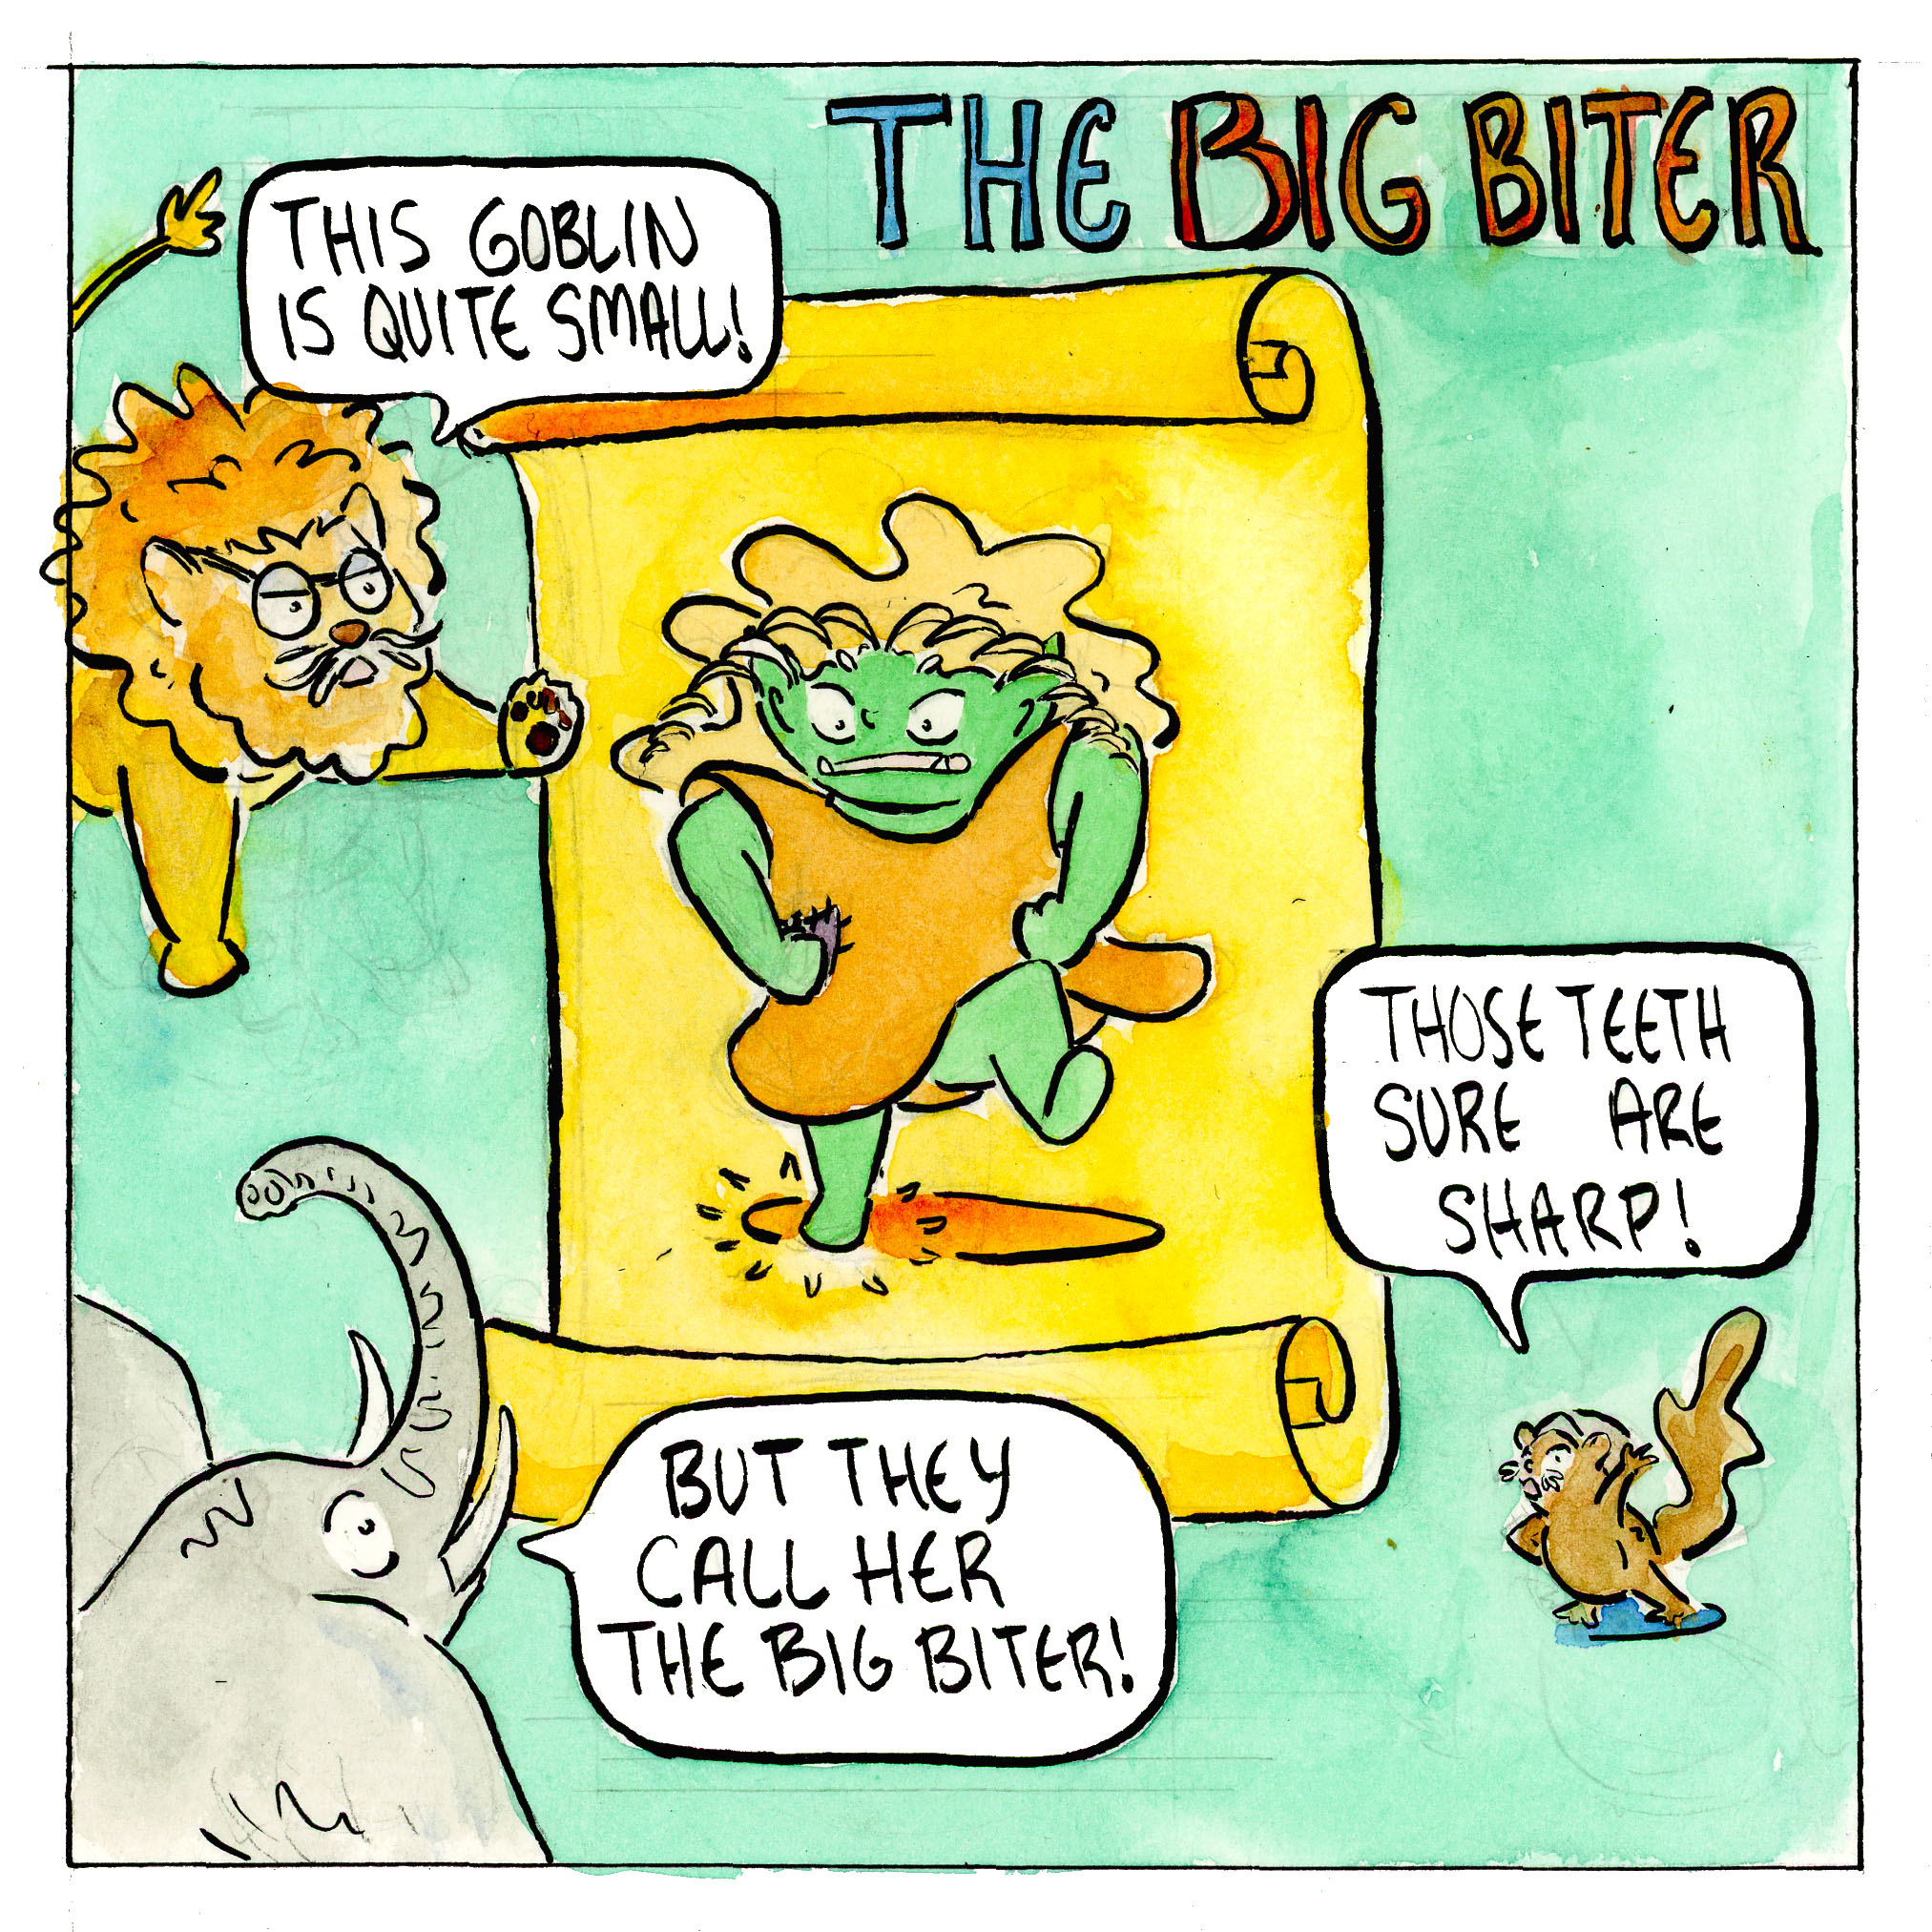 THE BIG BITER
THIS GOBLIN
IS QUITE SMALL!
THOSE TEETH
SURE ARE
SHARP!
BUT THEY
CALL HER
THE BIG BITER!